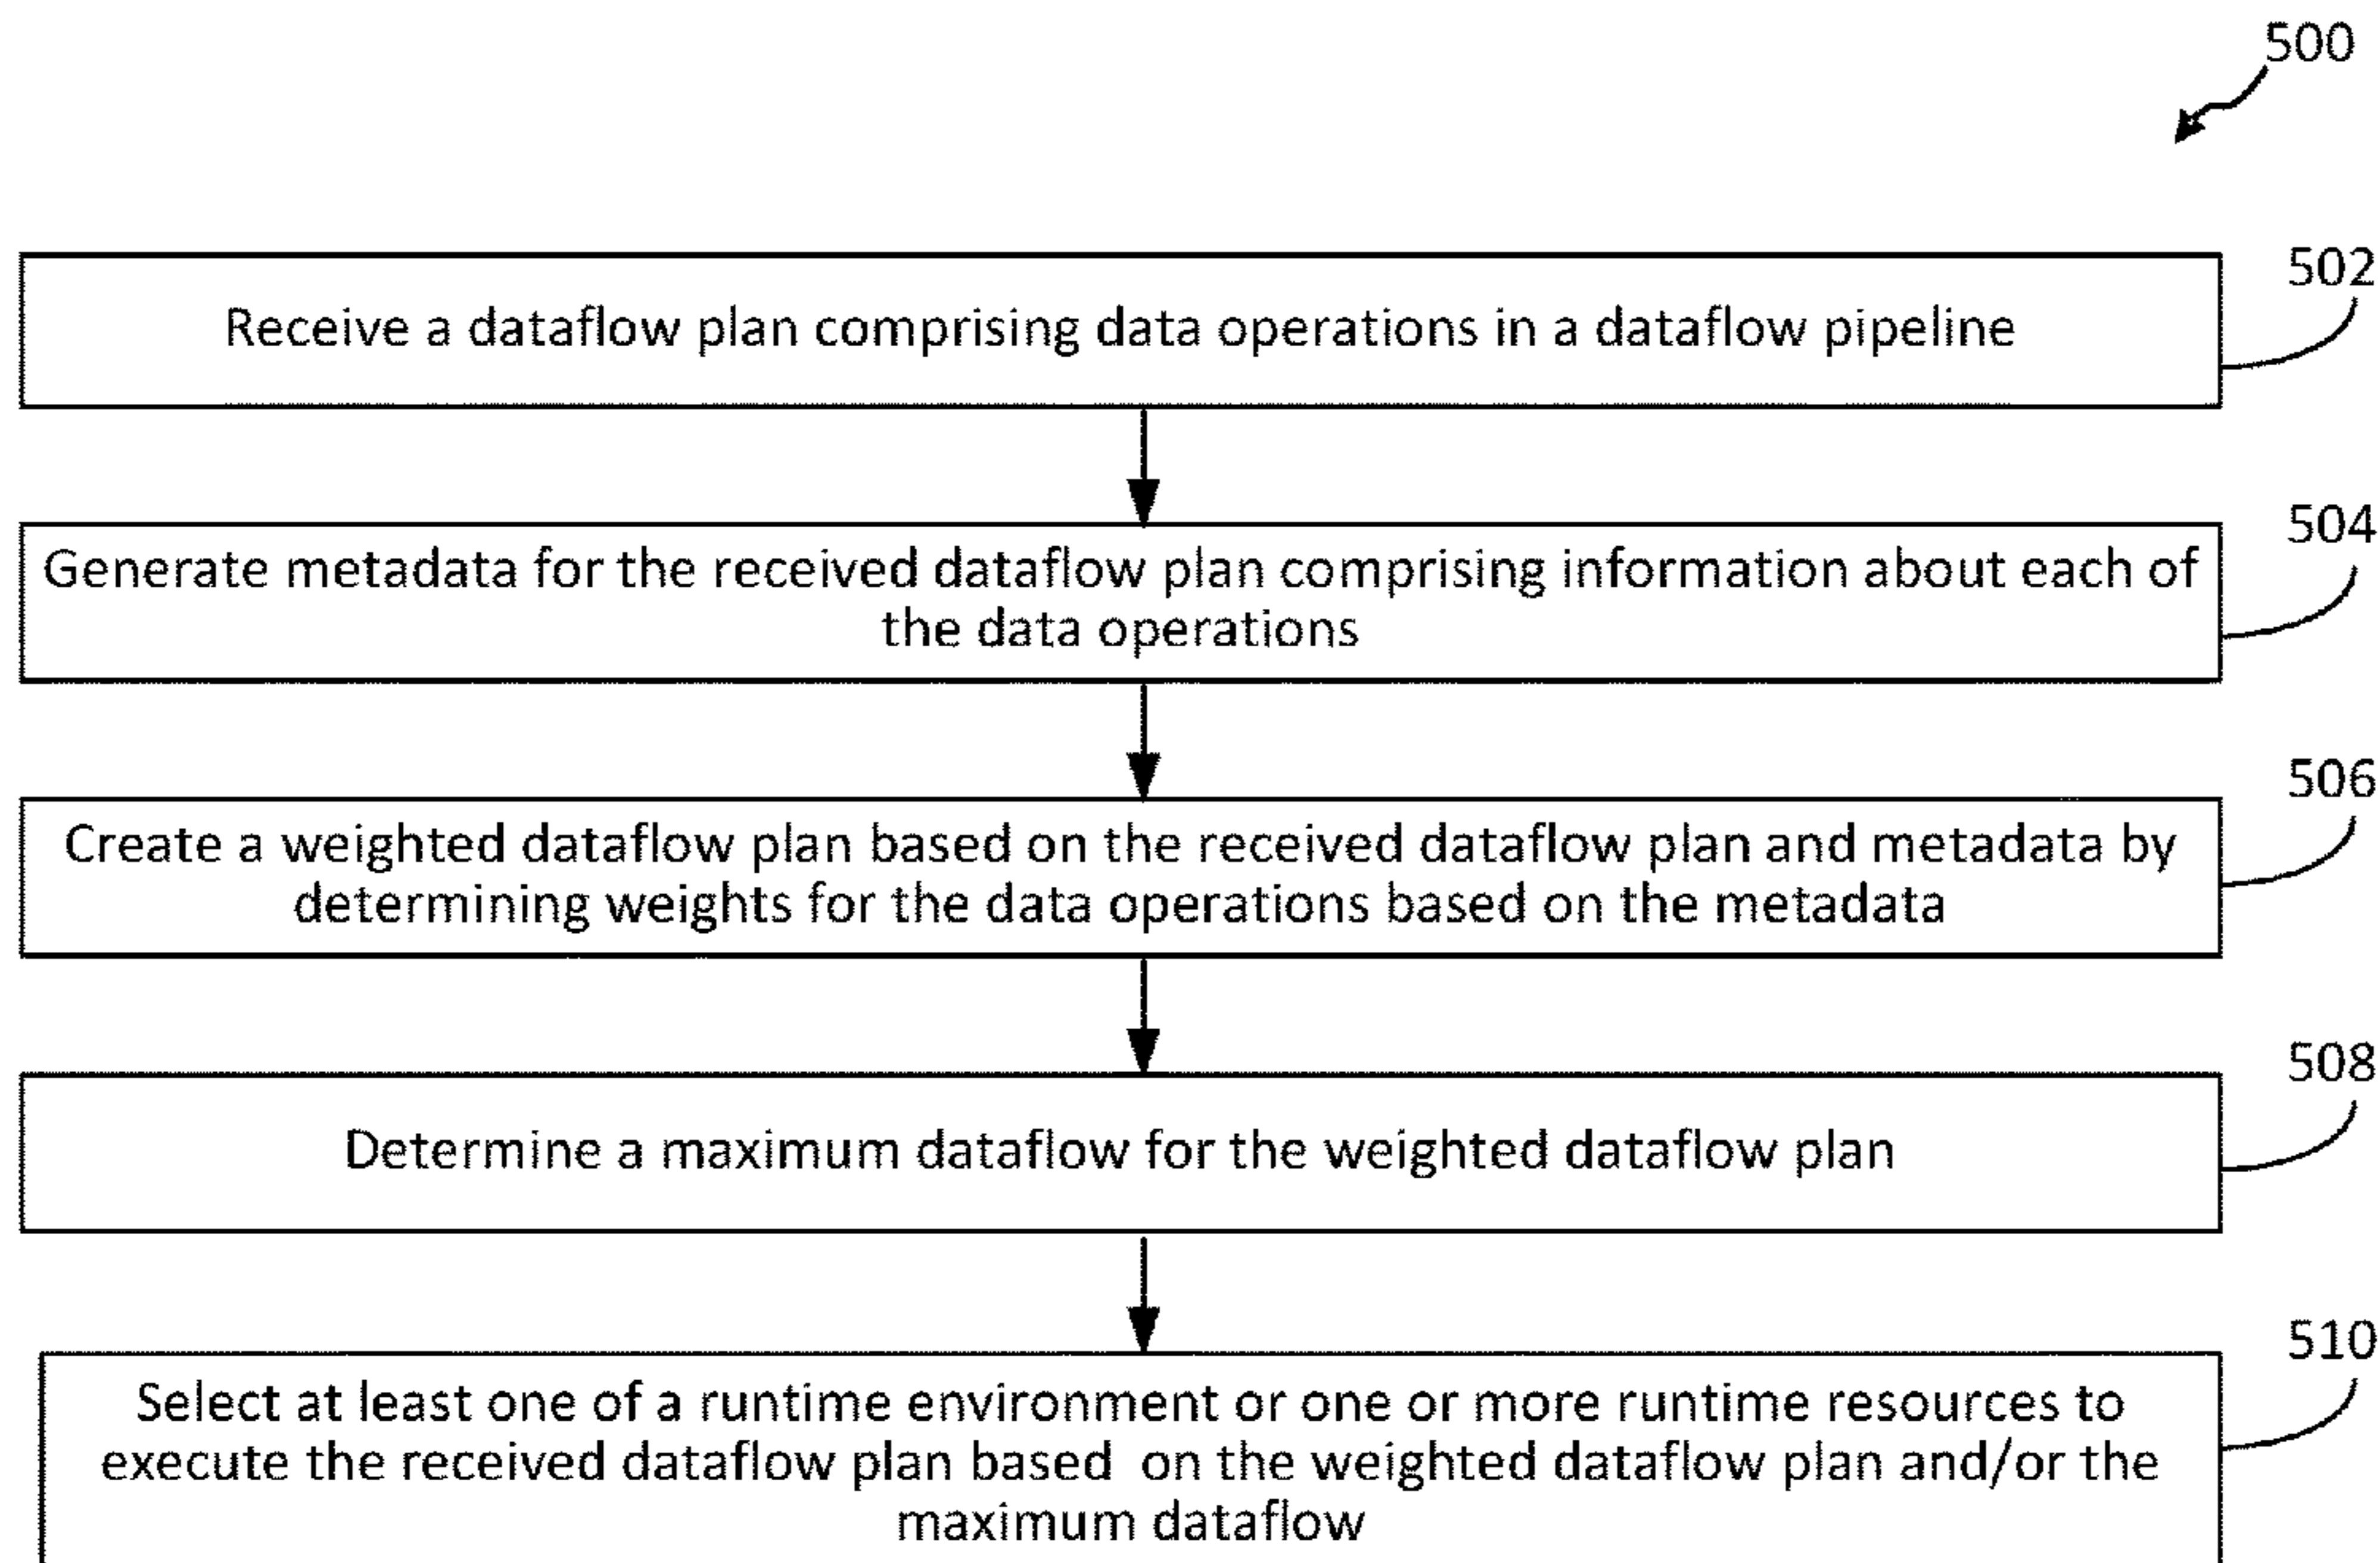 500
502
Receive a dataflow plan comprising data operations in a dataflow pipeline
504
Generate metadata for the received dataflow plan comprising information about each of
the data operations
506
Create a weighted dataflow plan based on the received dataflow plan and metadata by
determining weights for the data operations based on the metadata
508
Determine a maximum dataflow for the weighted dataflow plan
510
Select at least one of a runtime environment or one or more runtime resources to
execute the received dataflow plan based on the weighted dataflow plan and/or the
maximum dataflow